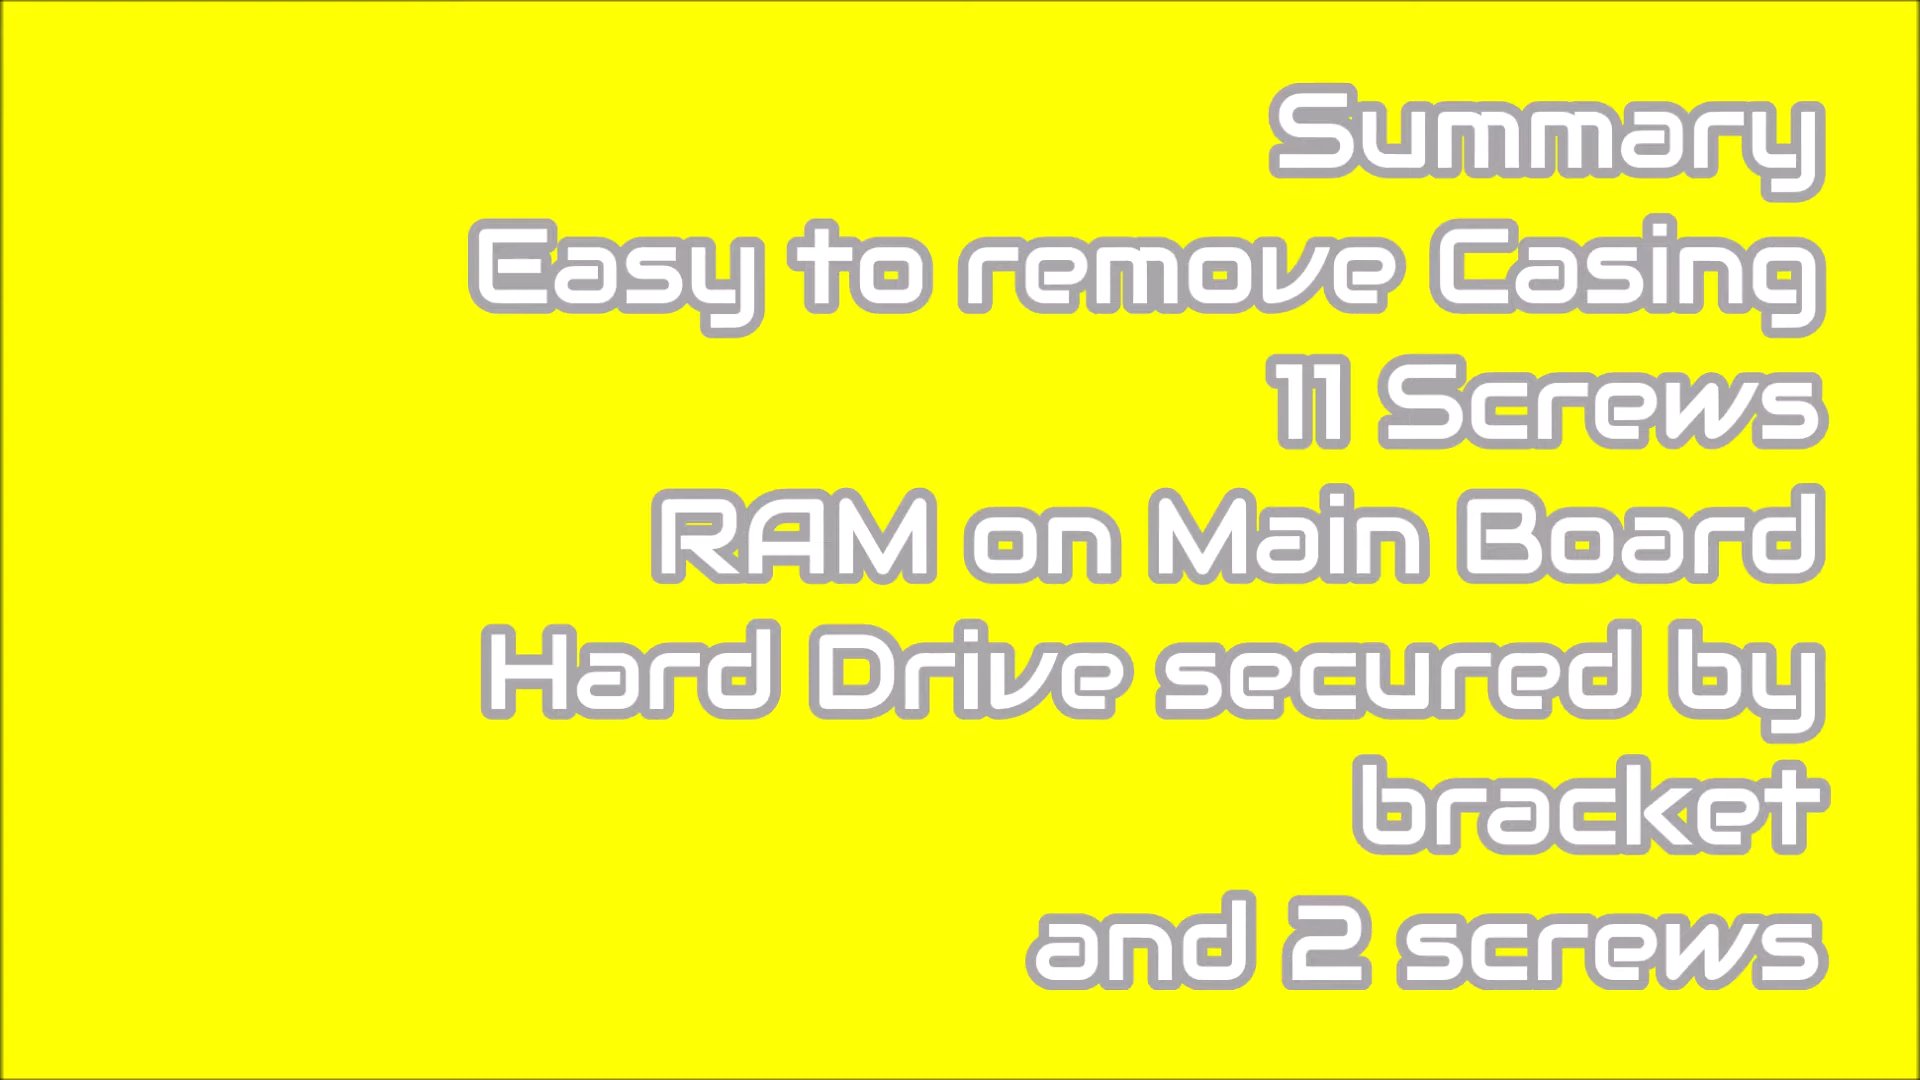 Summary
Easy to remove Casing
11 Screws
RAM on Main Board
Hard Drive secured by
bracket
and 2 screws